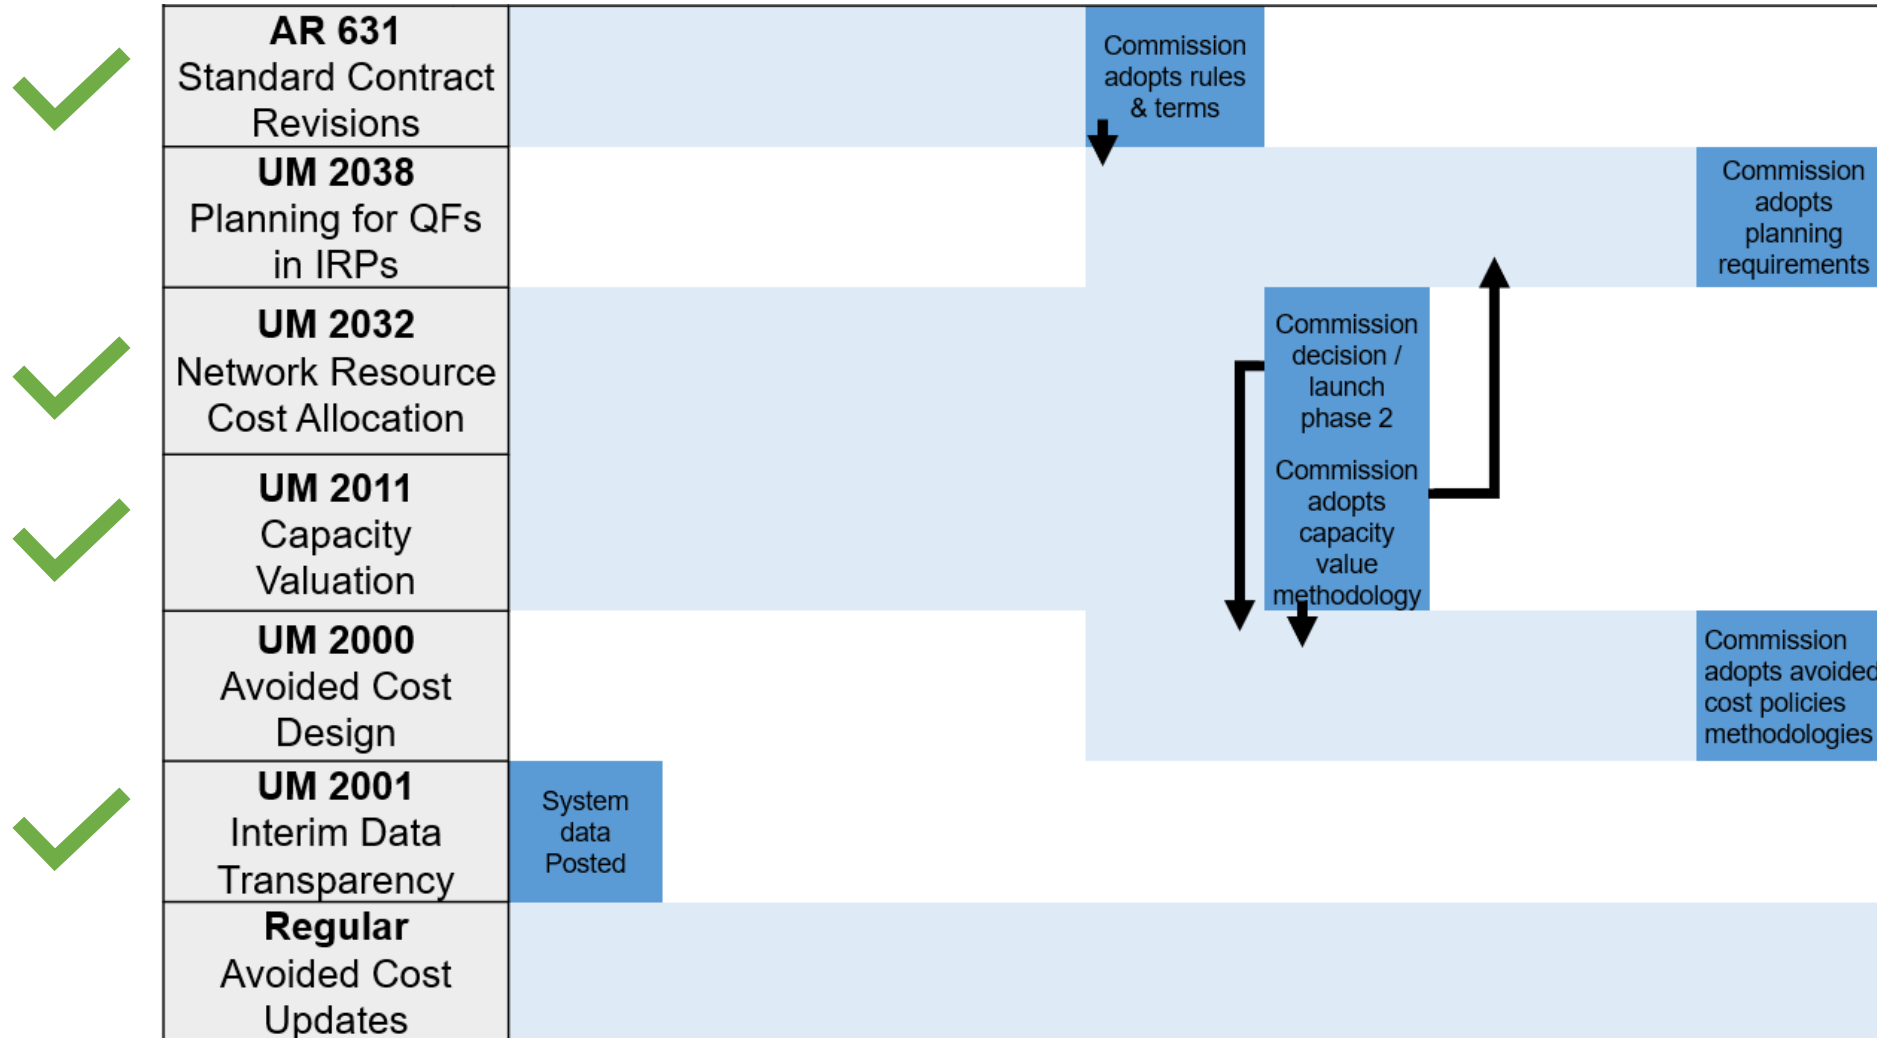 AR 631
Standard Contract
Revisions
Commission
adopts rules
& terms
UM 2038
Planning for QFs
in IRPs
Commission
adopts
planning
requirements
UM 2032
Network Resource
Cost Allocation
Commission
decision /
launch
phase 2
UM 2011
Capacity
Valuation
Commission
adopts
capacity
value
methodology
UM 2000
Avoided Cost
Design
Commission
adopts avoided
cost policies
methodologies
UM 2001
Interim Data
Transparency
System
data
Posted
Regular
Avoided Cost
Updates